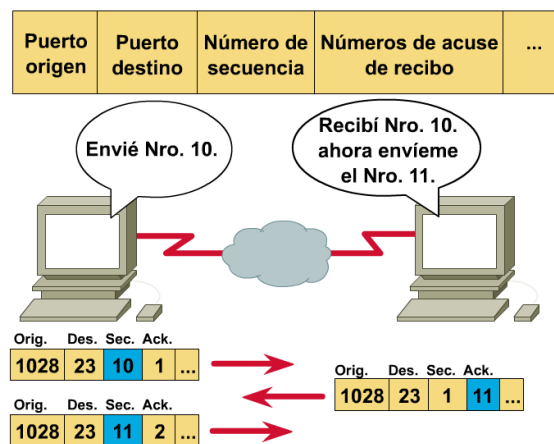 Puerto origen
Puerto destino
Número de secuencia
Números de acuse de recibo
...
Envié Nro. 10.
Recibí Nro. 10.
ahora envíeme
el Nro. 11.
Orig. Des. Sec. Ack.
1028 23 10 1 ...
Orig. Des. Sec. Ack.
1028 23 1 11 ...
Orig. Des. Sec. Ack.
1028 23 11 2 ...